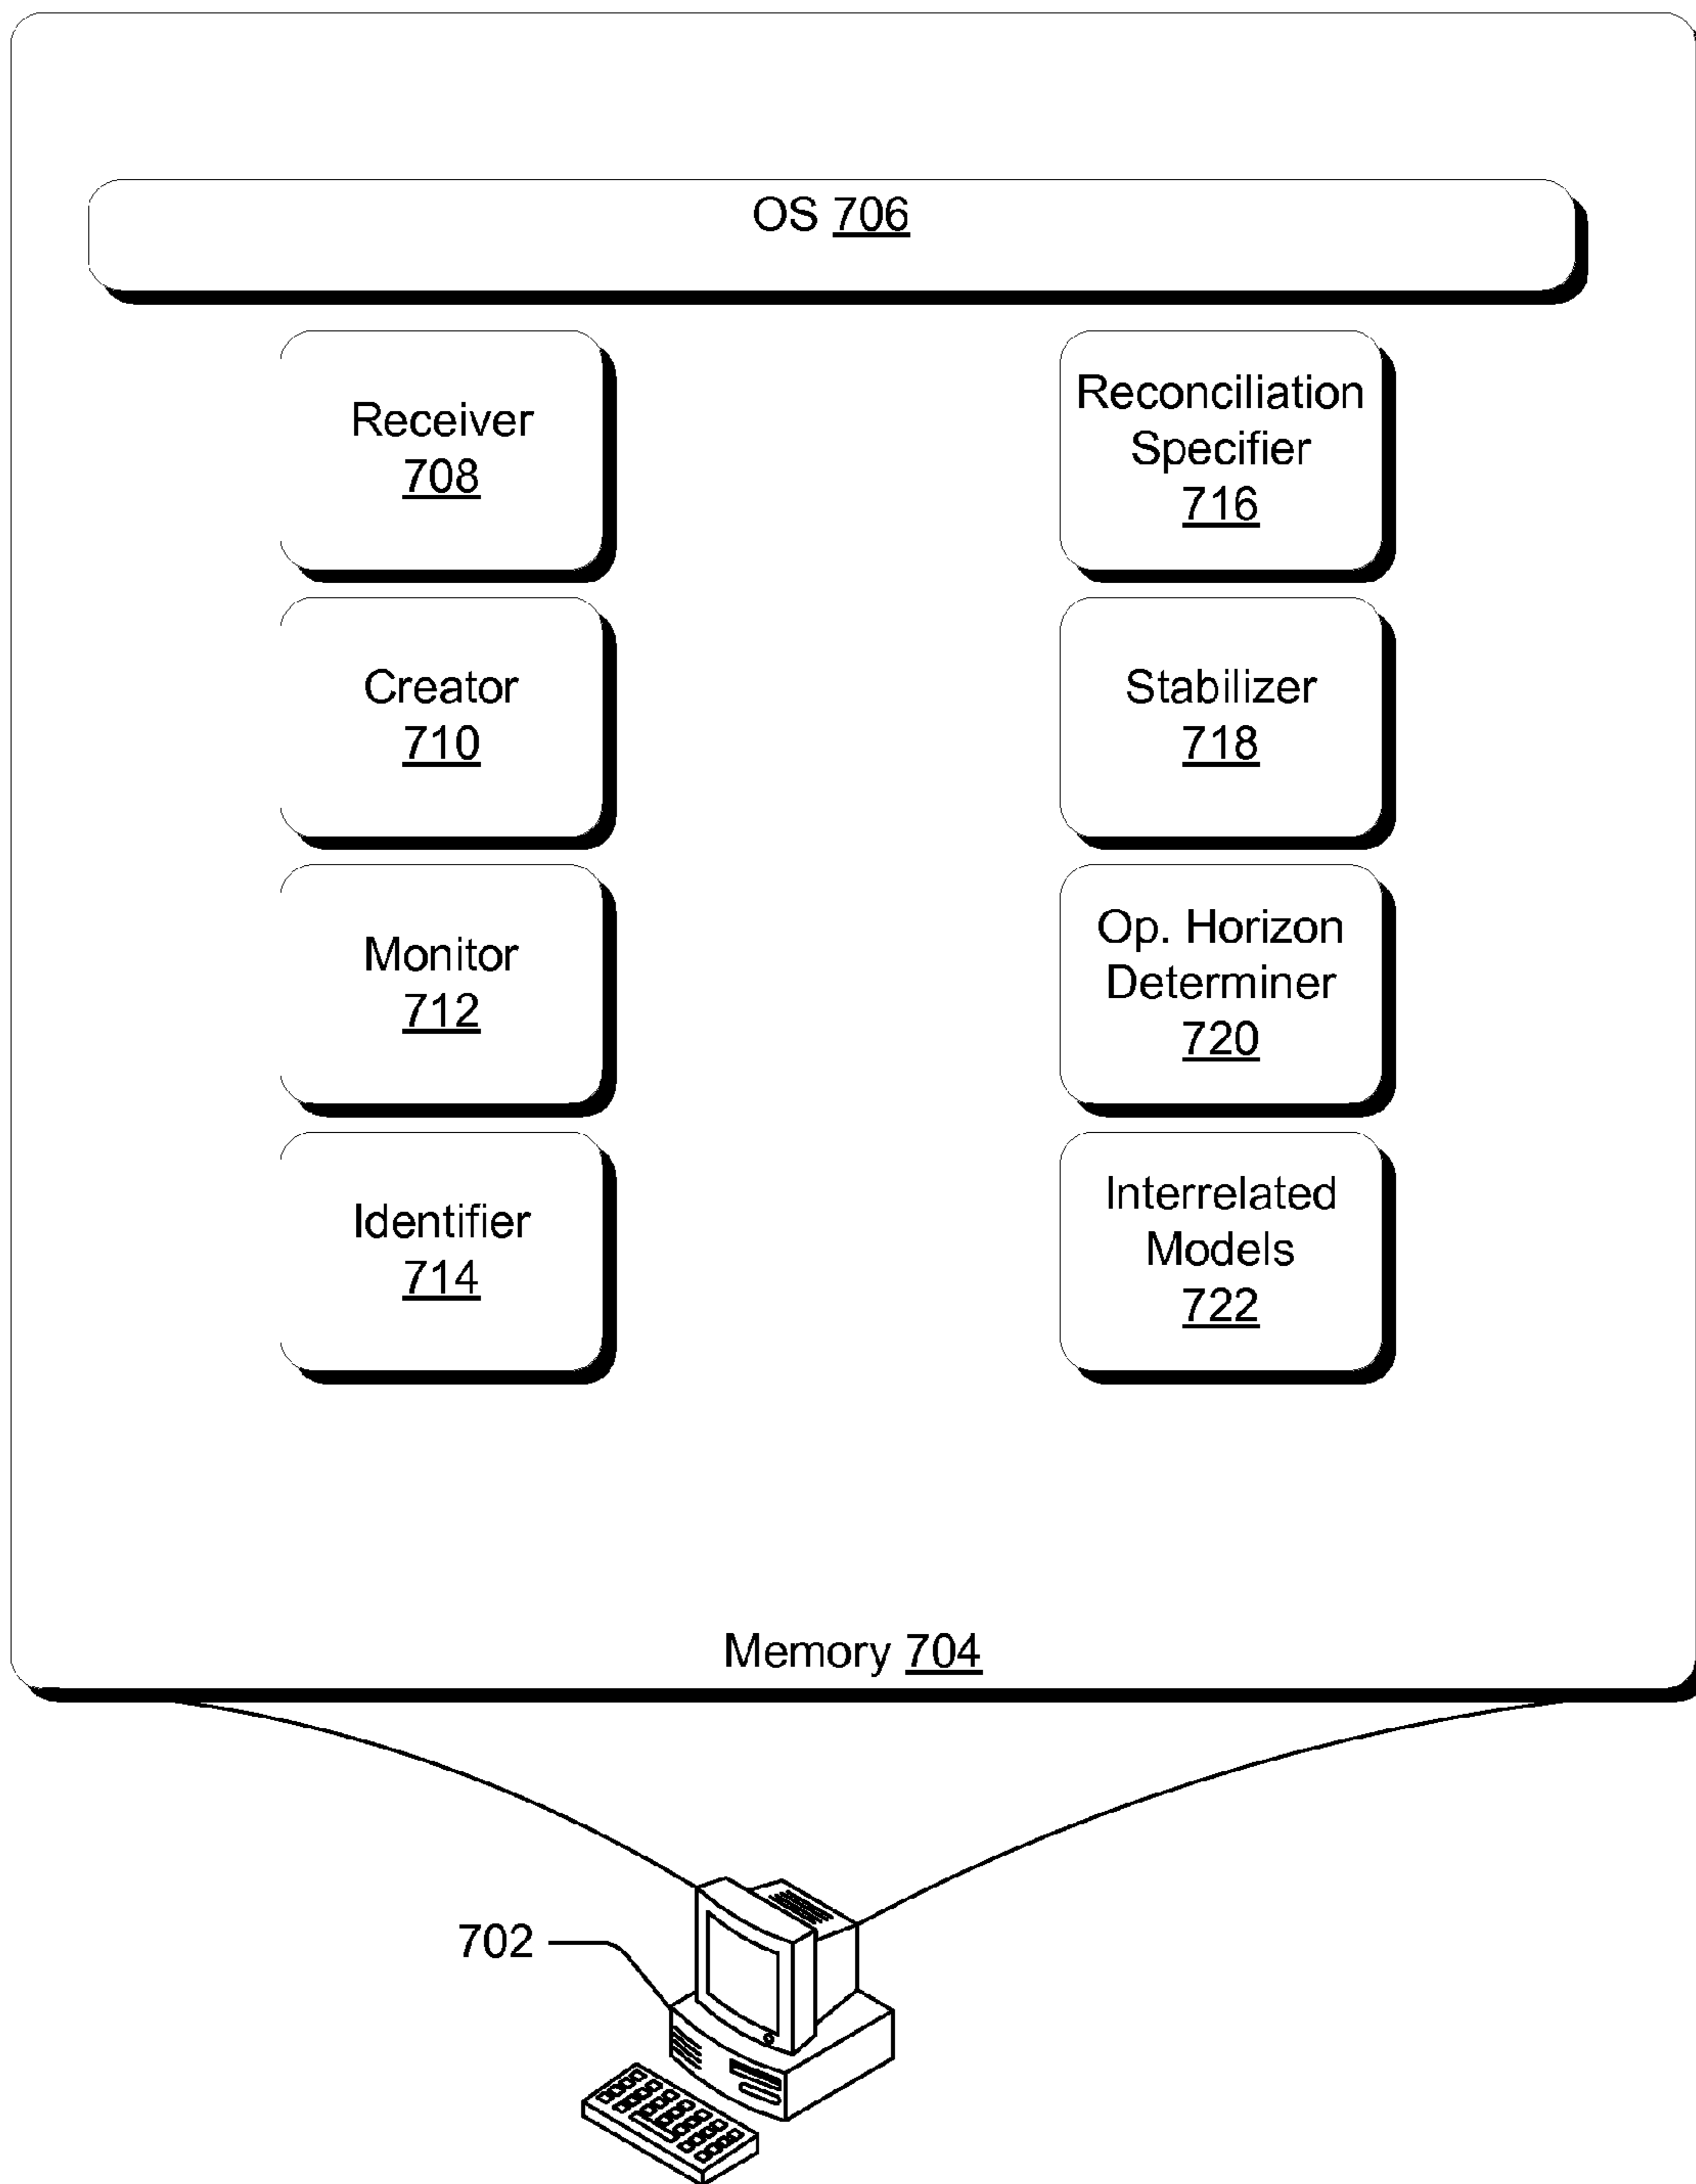 OS 706
Receiver
708
Creator
710
Monitor
712
Identifier
714
Reconciliation
Specifier
716
Stabilizer
718
Op. Horizon
Determiner
720
Interrelated
Models
722
Memory 704
702